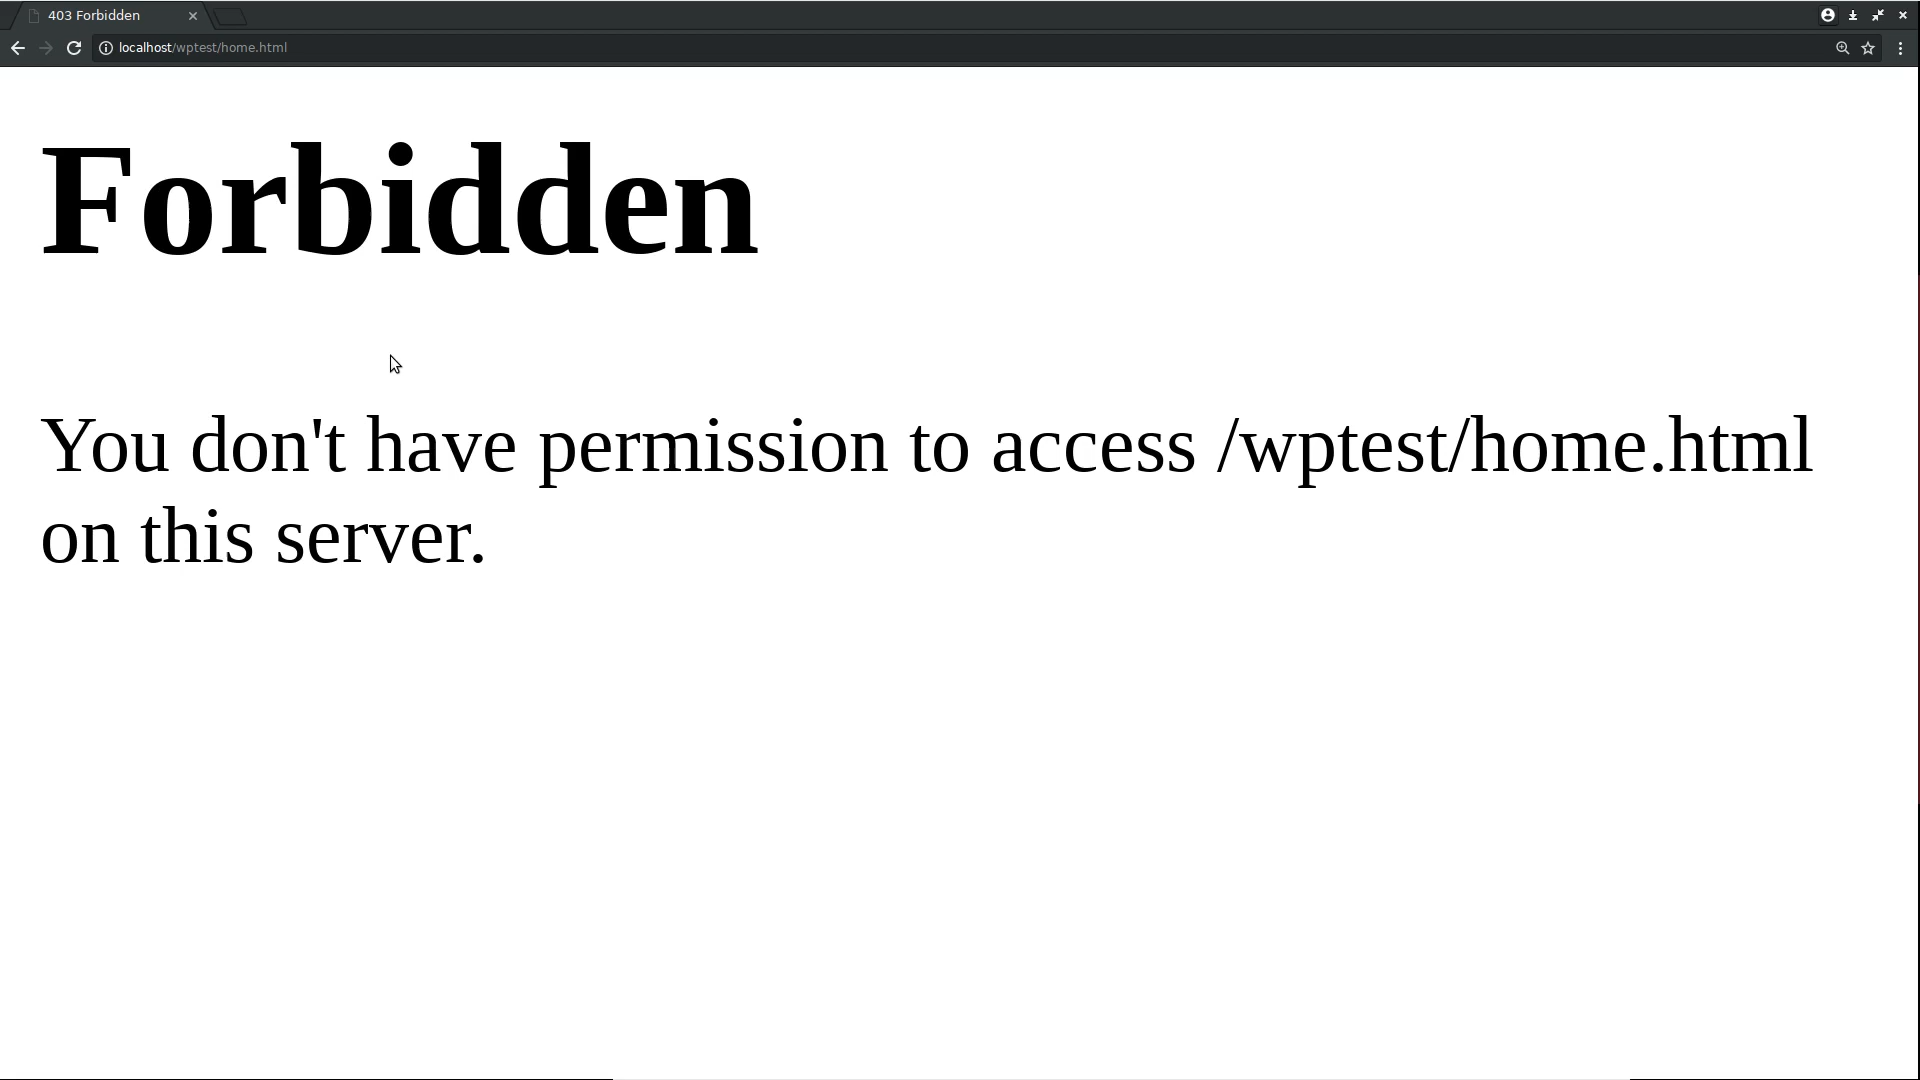 403 Forbidden
localhost/wptest/home.html
Forbidden
You don't have permission to access /wptest/home.html
on this server.